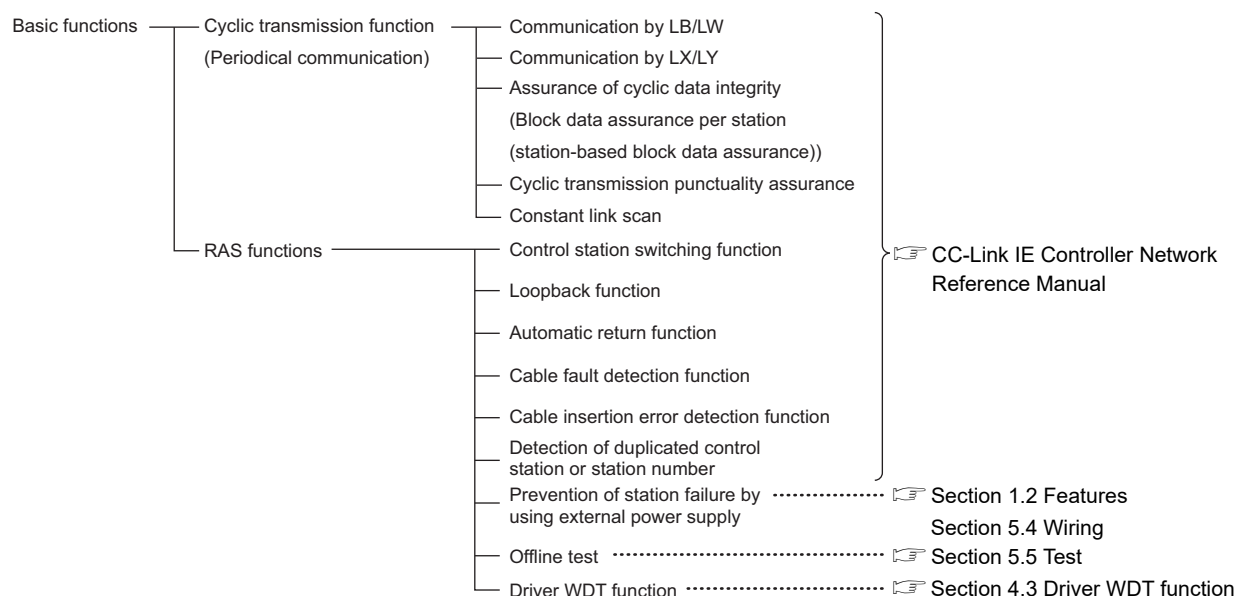 Basic functions
Cyclic transmission function
(Periodical communication)
Communication by LB/LW
Communication by LX/LY
Assurance of cyclic data integrity
(Block data assurance per station
(station-based block data assurance))
Cyclic transmission punctuality assurance
Constant link scan
RAS functions
Control station switching function
Loopback function
Automatic return function
Cable fault detection function
Cable insertion error detection function
Detection of duplicated control
station or station number
CC-Link IE Controller Network
Reference Manual
Prevention of station failure by
using external power supply
Section 1.2 Features
Section 5.4 Wiring
Offline test
Section 5.5 Test
Driver WDT function
Section 4.3 Driver WDT function